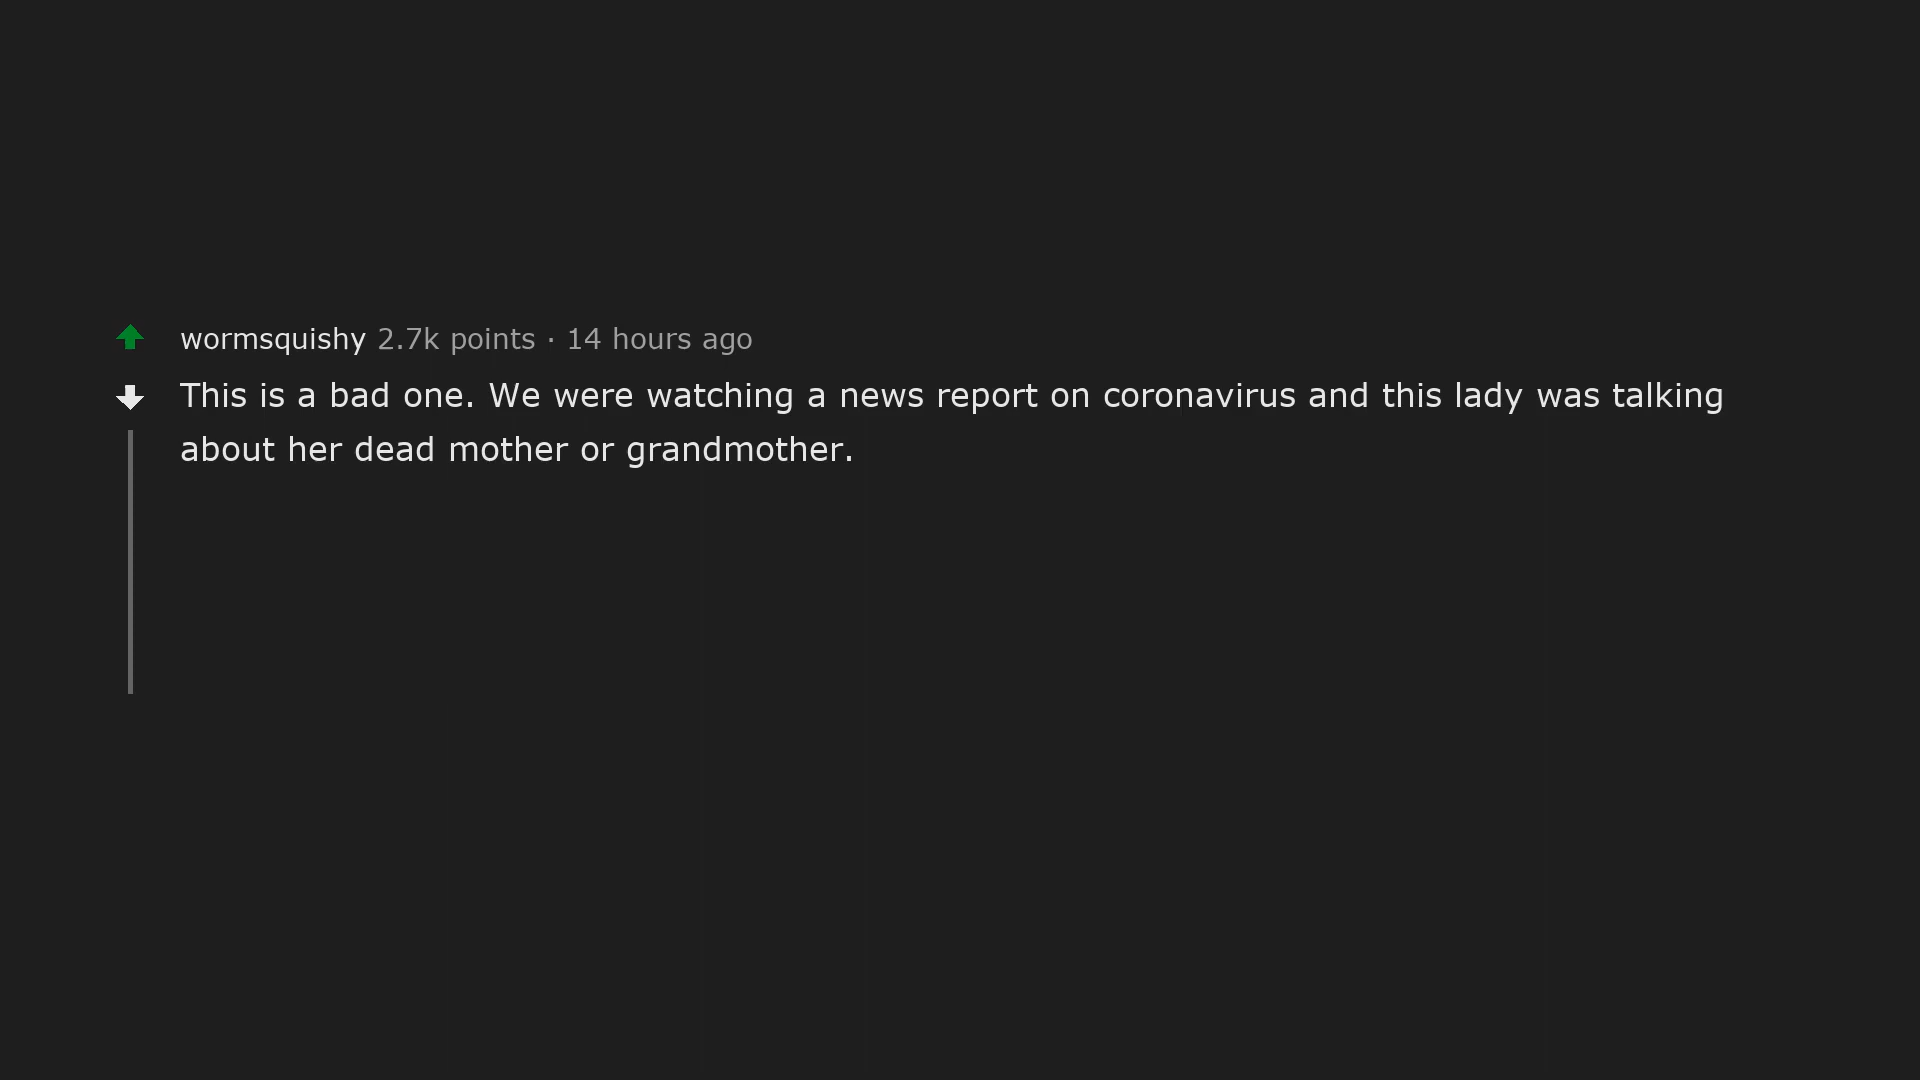 wormsquishy 2.7k points · 14 hours ago
This is a bad one. We were watching a news report on coronavirus and this lady was talking
about her dead mother or grandmother.